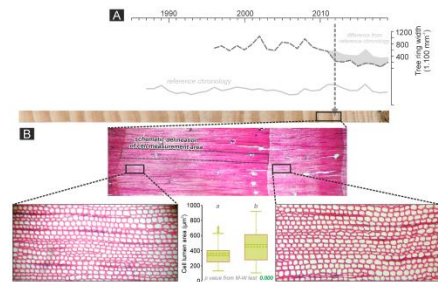 A
1990
2000
2010
difference from
reference chronology
1200
800
400
Tree ring width
(1:100 mm⁻¹)
reference chronology
B
schematic delineation
of cell measurement area
a
b
Cell lumen area (μm²)
1000
800
600
400
200
0
p value from M-W test: 0.000